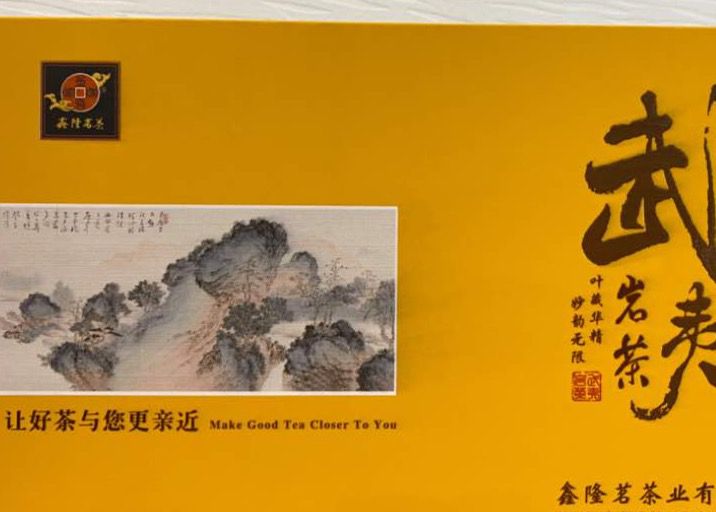 鑫隆茗茶
让好茶与您更亲近 Make Good Tea Closer To You
武夷
岩茶
叶藏华精
妙韵无限
鑫隆茗茶业有